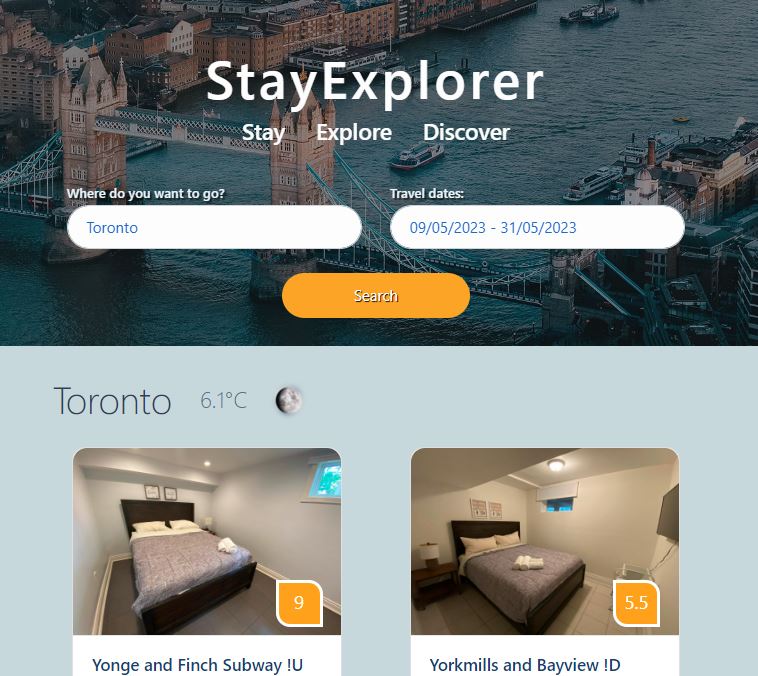 StayExplorer
Stay Explore Discover
Where do you want to go? Travel dates:
Toronto 09/05/2023 - 31/05/2023
Search
Toronto 6.1°C
9 5.5
Yonge and Finch Subway !U Yorkmills and Bayview !D